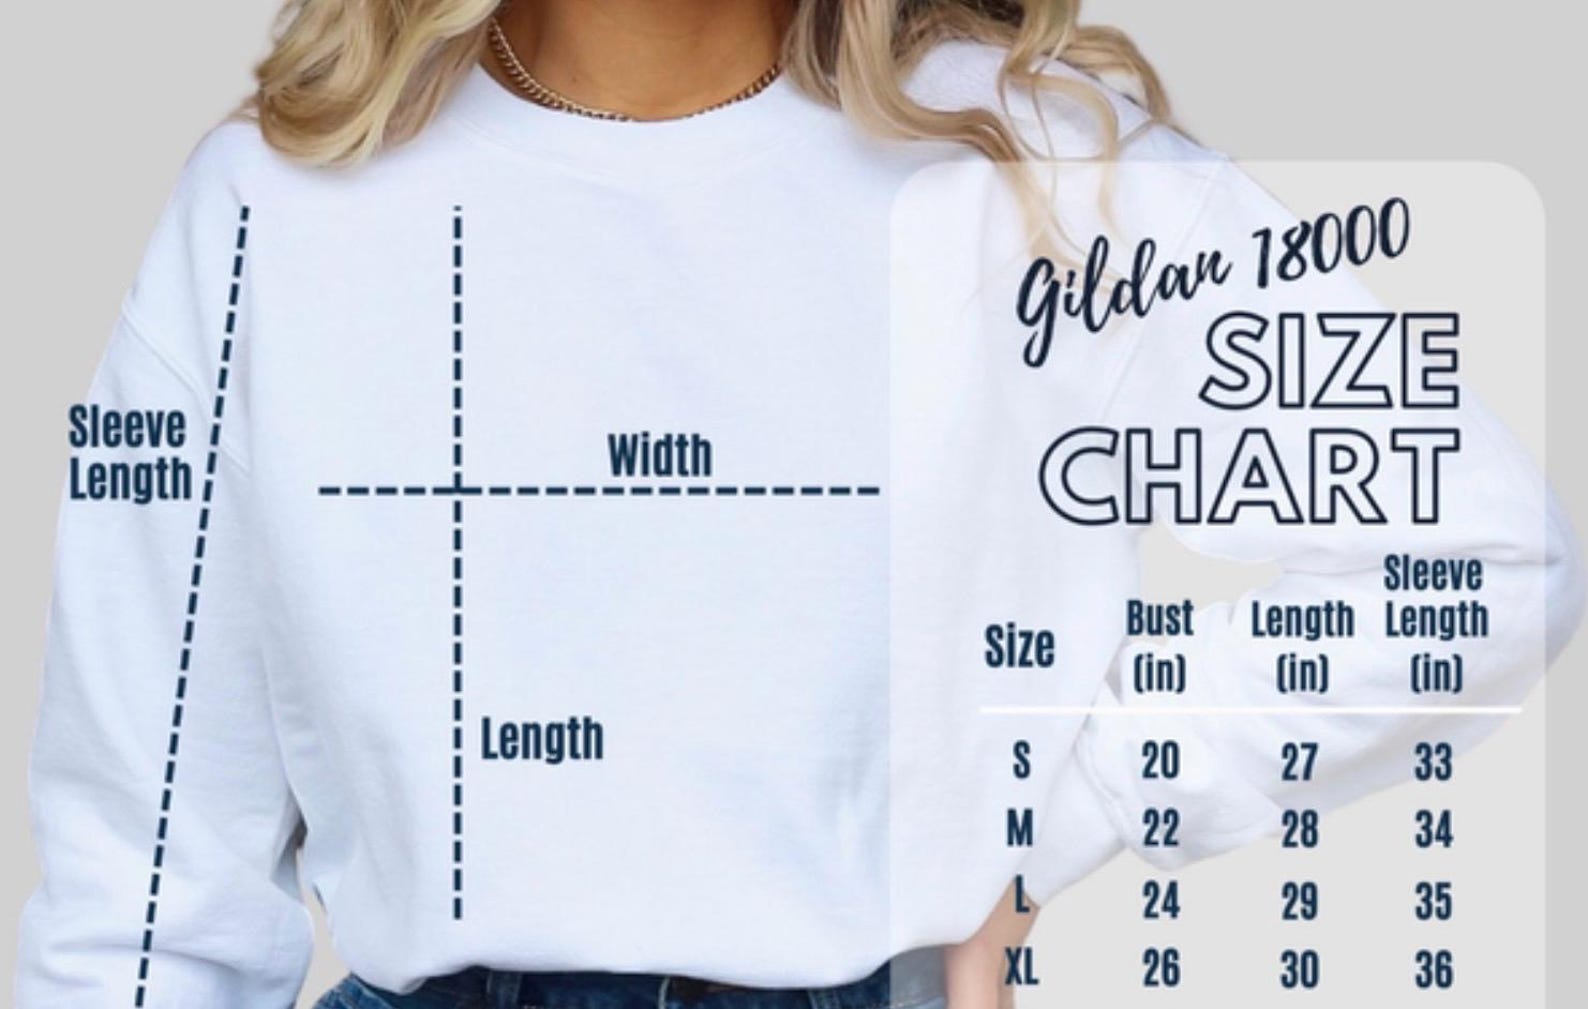 Sleeve
Length
Width
Length
Gildan 18000
SIZE
CHART
Size Bust (in) Length (in) Sleeve Length (in)
S 20 27 33
M 22 28 34
L 24 29 35
XL 26 30 36